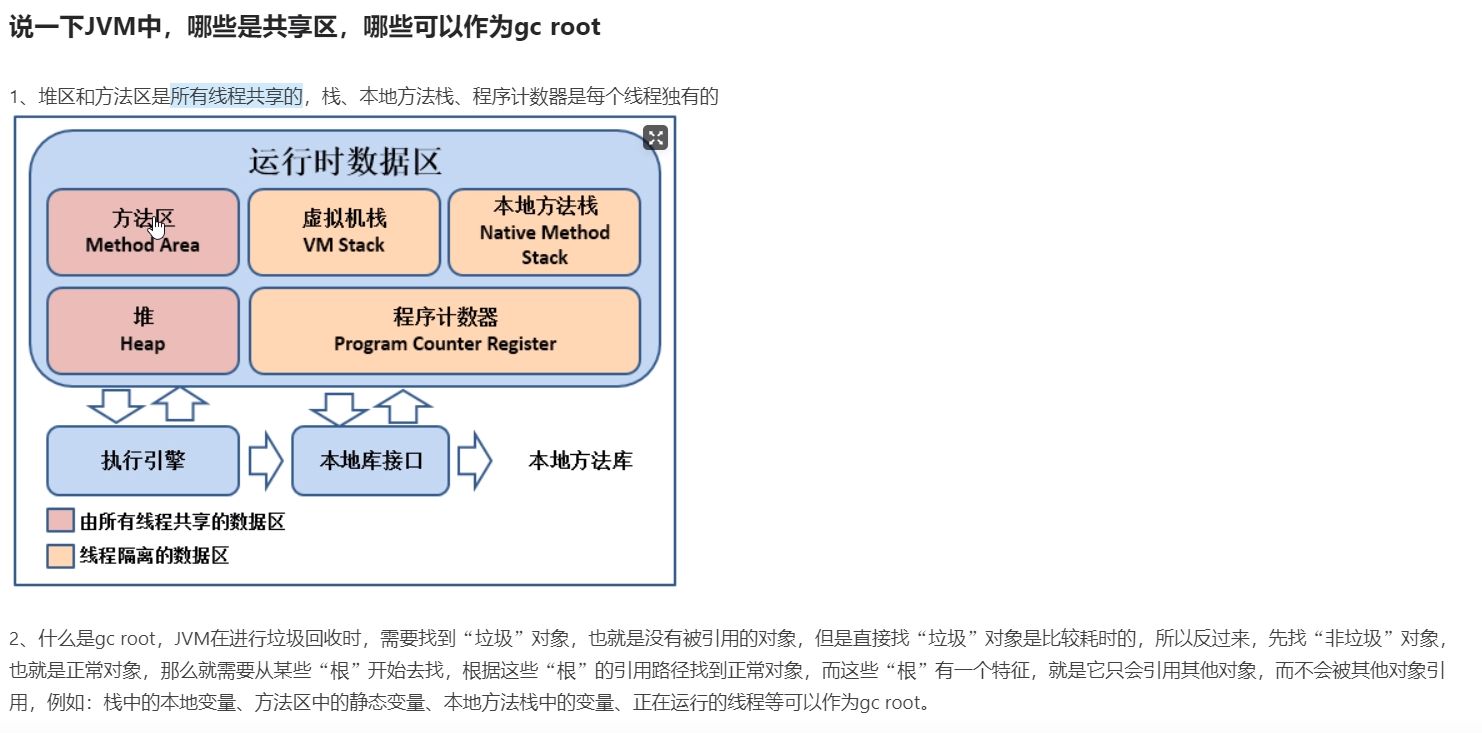 说一下JVM中，哪些是共享区，哪些可以作为gc root
1、堆区和方法区是所有线程共享的，栈、本地方法栈、程序计数器是每个线程独有的
运行时数据区
方法区
Method Area
虚拟机栈
VM Stack
本地方法栈
Native Method
Stack
堆
Heap
程序计数器
Program Counter Register
执行引擎
本地库接口
本地方法库
由所有线程共享的数据区
线程隔离的数据区
2、什么是gc root，JVM在进行垃圾回收时，需要找到“垃圾”对象，也就是没有被引用的对象，但是直接找“垃圾”对象是比较耗时的，所以反过来，先找“非垃圾”对象，
也就是正常对象，那么就需要从某些“根”开始去找，根据这些“根”的引用路径找到正常对象，而这些“根”有一个特征，就是它只会引用其他对象，而不会被其他对象引
用，例如：栈中的本地变量、方法区中的静态变量、本地方法栈中的变量、正在运行的线程等可以作为gc root。